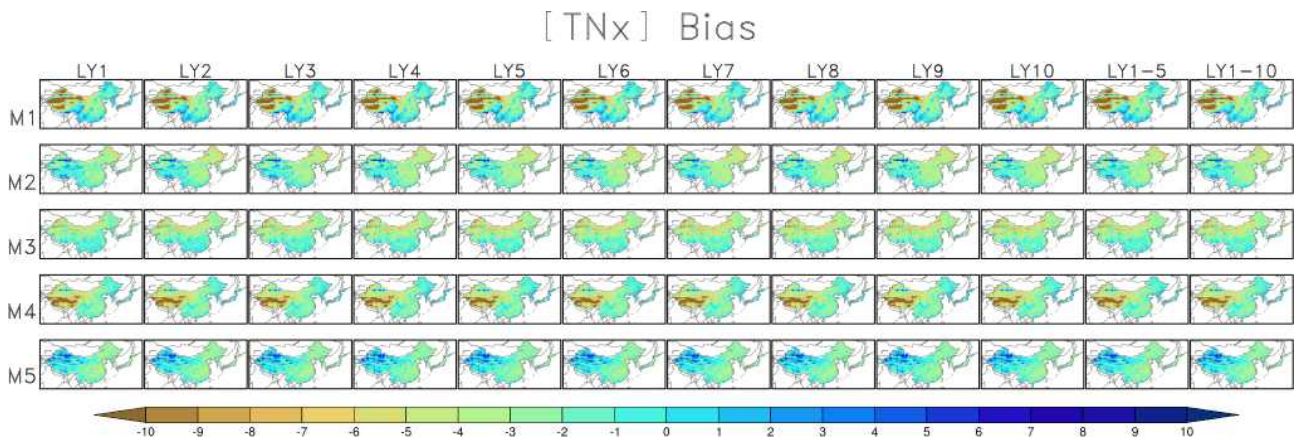 [TNx] Bias
LY1 LY2 LY3 LY4 LY5 LY6 LY7 LY8 LY9 LY10 LY1-5 LY1-10
M1
M2
M3
M4
M5
-10 -9 -8 -7 -6 -5 -4 -3 -2 -1 0 1 2 3 4 5 6 7 8 9 10